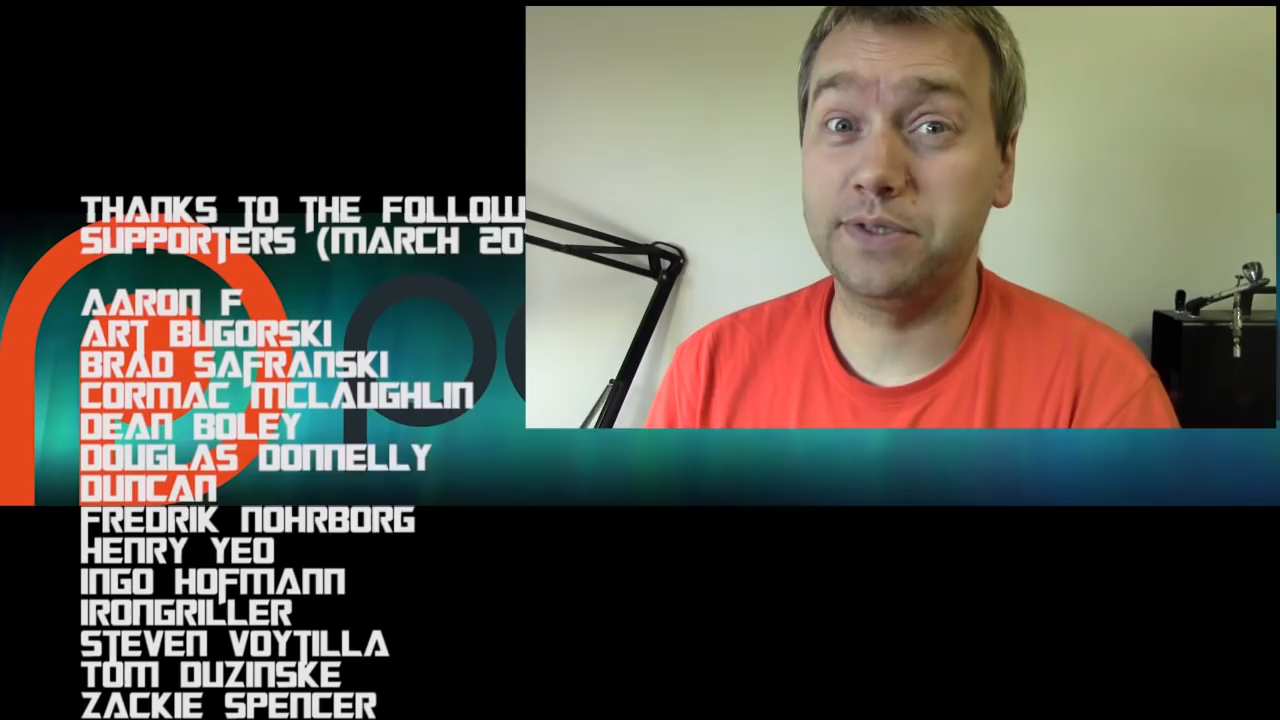 THANKS TO THE FOLLOW
SUPPORTERS (MARCH 20
AARON F
ART BUGORSKI
BRAD SAFRANSKI
CORMAC MCLAUGHLIN
DEAN BOLEY
DOUGLAS DONNELLY
DUNCAN
FREDRIK NOHRBORG
HENRY YEO
INGO HOFMANN
IRONGRILLER
STEVEN VOYTILLA
TOM DUZINSKE
ZACKIE SPENCER